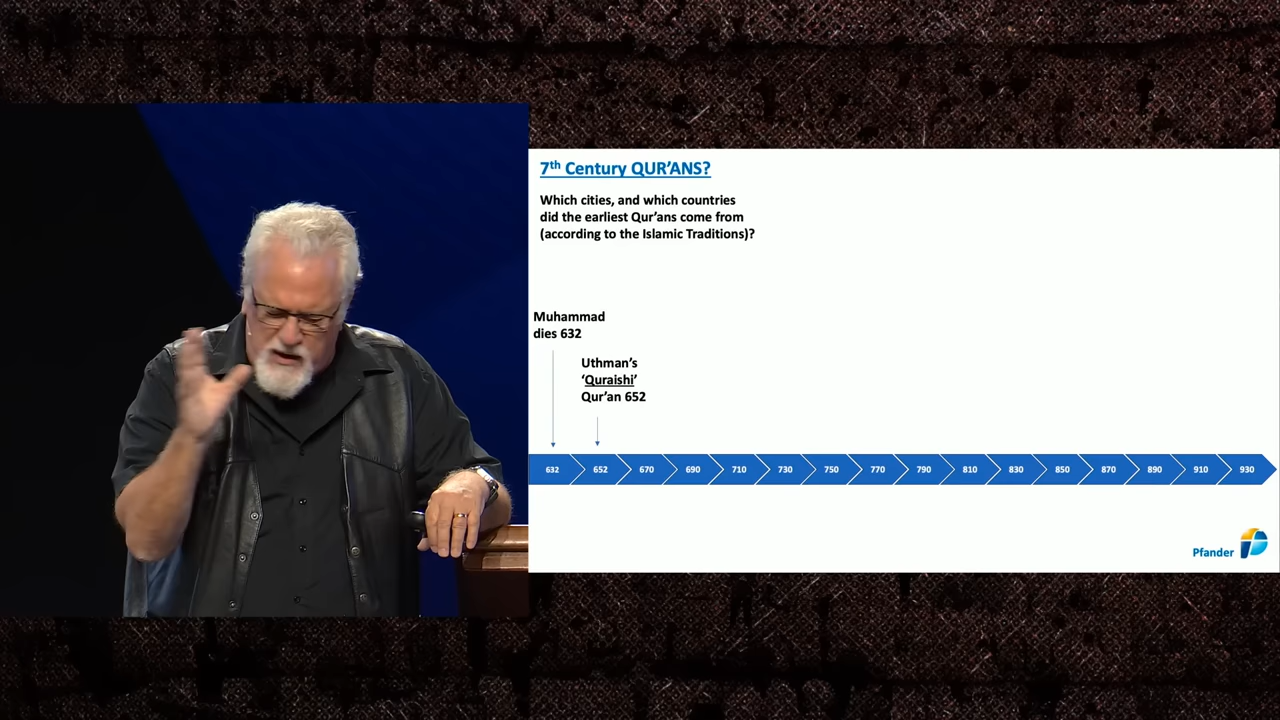 7th Century QUR'ANS?
Which cities, and which countries
did the earliest Qur'ans come from
(according to the Islamic Traditions)?
Muhammad
dies 632
Uthman's
'Quraishi'
Qur'an 652
632 652 670 690 710 730 750 770 790 810 830 850 870 890 910 930
Pfander